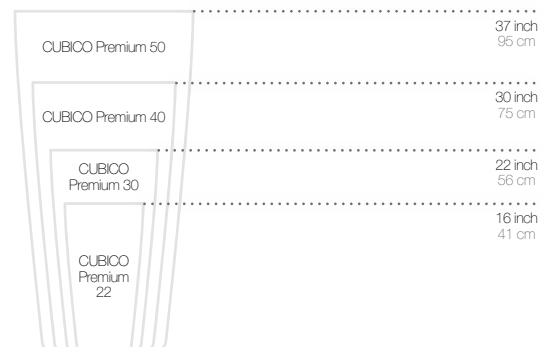 CUBICO Premium 50
37 inch
95 cm
CUBICO Premium 40
30 inch
75 cm
CUBICO
Premium 30
22 inch
56 cm
CUBICO
Premium
22
16 inch
41 cm